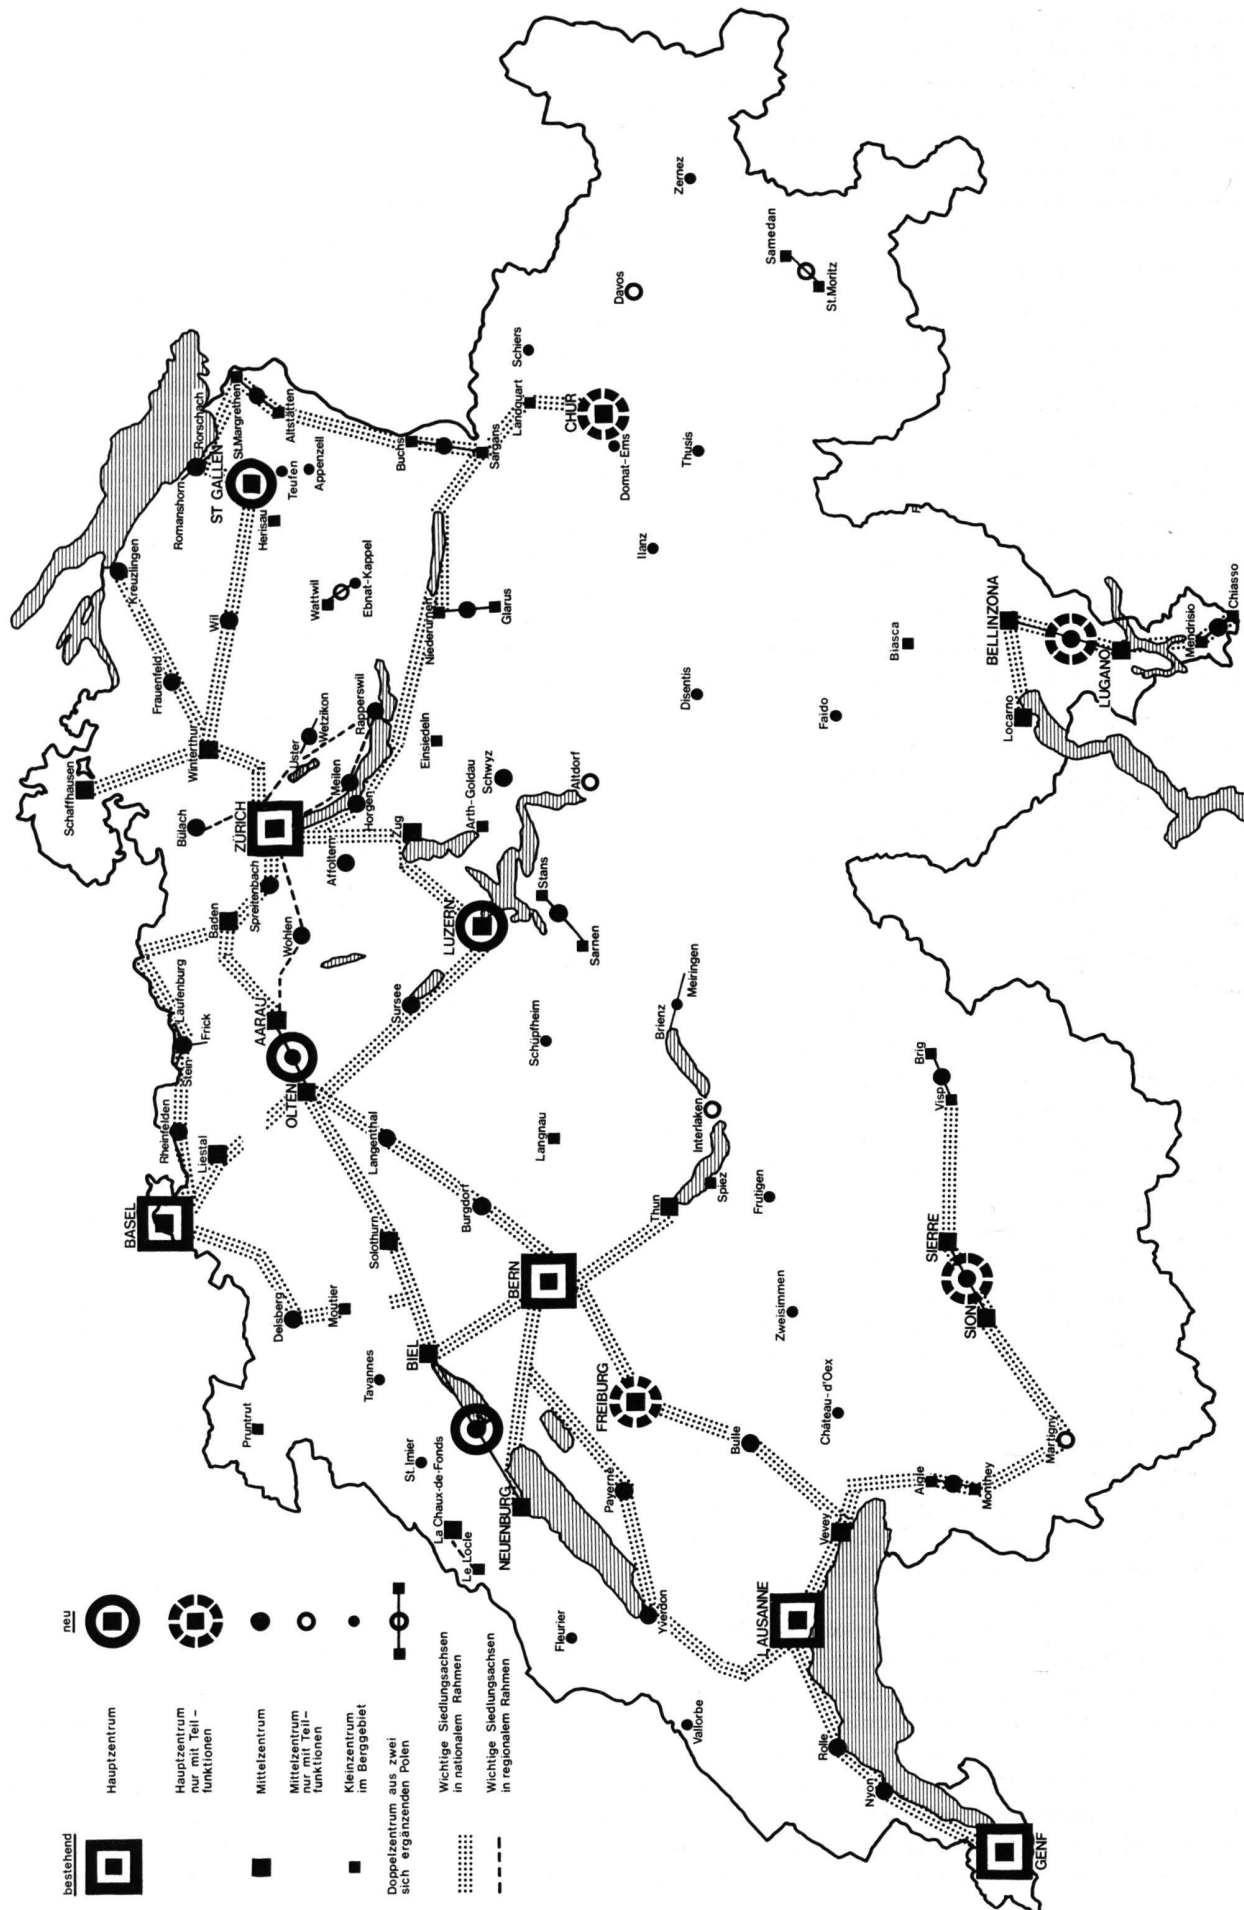 bestehend
neu
Hauptzentrum
Hauptzentrum
nur mit Teil-
funktionen
Mittelzentrum
Mittelzentrum
nur mit Teil-
funktionen
Kleinzentrum
im Berggebiet
Doppelzentrum aus zwei
sich ergänzenden Polen
Wichtige Siedlungsachsen
in nationalem Rahmen
Wichtige Siedlungsachsen
in regionalem Rahmen
GENF
Nyon
Rolle
LAUSANNE
Vallorbe
Fleurier
Yverdon
Le Locle
La Chaux-de-Fonds
NEUENBURG
St.Imier
Payerne
Vevey
Aigle
Monthey
Martigny
Bulle
Château-d'Oex
FREIBURG
Pruntrut
Tavannes
BIEL
Delsberg
Moutier
BERN
Zweisimmen
SION
SIERRE
BASEL
Solothurn
Burgdorf
Thun
Spiez
Frutigen
Interlaken
Liestal
Rheinfelden
Langenthal
Langnau
OLTEN
AARAU
Visp
Brig
Stein
Frick
Laufenburg
Schüpfheim
Brienz
Meiringen
Sursee
LUZERN
Sarnen
Stans
Wohlen
Baden
Spreitenbach
Affoltern
ZÜRICH
Bülach
Zug
Horgen
Meilen
Arth-Goldau
Schwyz
Altdorf
Schaffhausen
Winterthur
Uster
Wetzikon
Rapperswil
Einsiedeln
Frauenfeld
Wil
Kreuzlingen
Wattwil
Ebnat-Kappel
Niederurnen
Glarus
Disentis
Faido
Biasca
Locarno
BELLINZONA
LUGANO
Mendrisio
Chiasso
Ilanz
Romanshorn
Rorschach
ST GALLEN
Herisau
Teufen
Appenzell
St.Margrethen
Altstätten
Buchs
Sargans
Landquart
Schiers
CHUR
Domat-Ems
Thusis
Davos
Zernez
Samedan
St.Moritz